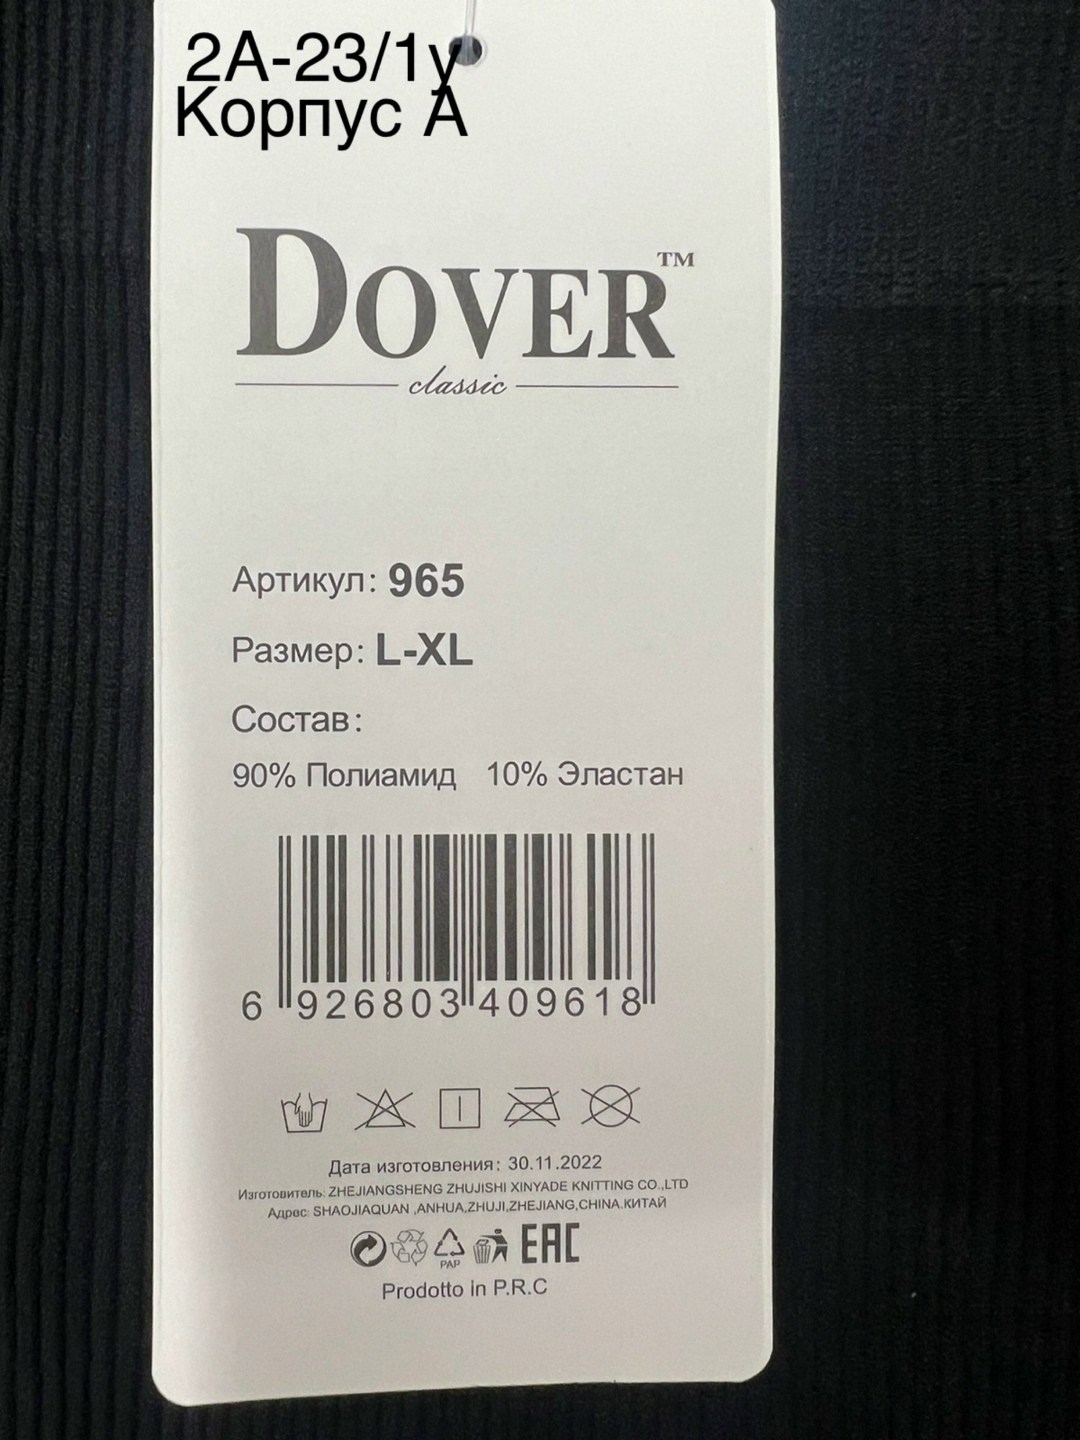 2А-23/1у
Корпус А
DOVER™
classic
Артикул: 965
Размер: L-XL
Состав:
90% Полиамид 10% Эластан
6 926803 409618
Дата изготовления: 30.11.2022
Изготовитель: ZHEJIANGSHENG ZHUJISHI XINYADE KNITTING CO.,LTD
Адрес: SHAOJIAQUAN ,ANHUA,ZHUJI,ZHEJIANG,CHINA.КИТАЙ
PAP
EAC
Prodotto in P.R.C